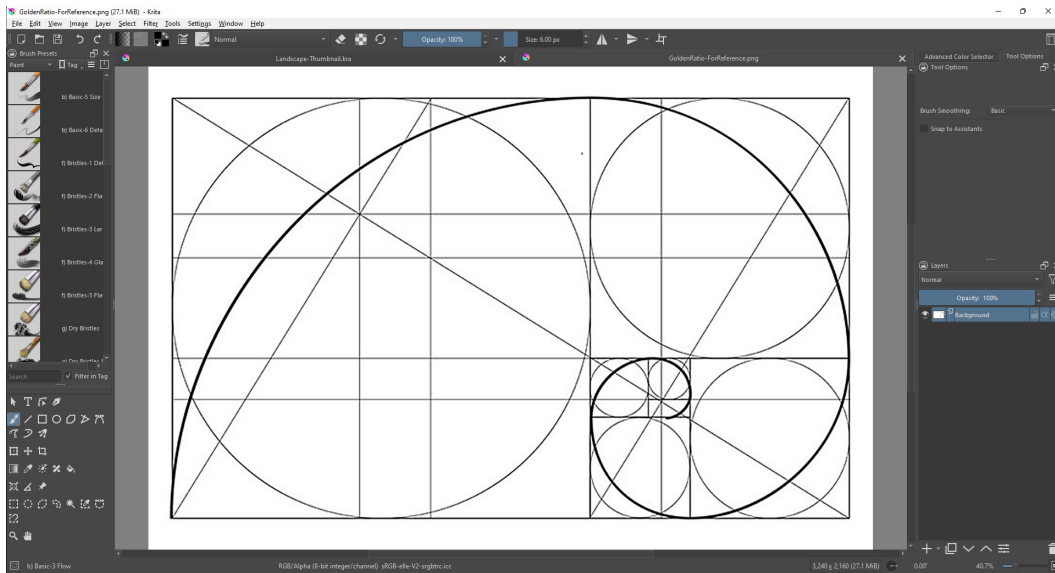 GoldenRatio-ForReference.png (27.1 MiB) - Krita
File Edit View Image Layer Select Filter Tools Settings Window Help
Normal
Opacity: 100%
Size: 6.00 px
Brush Presets
Paint
Tag
Landscape-Thumbnail.kra
GoldenRatio-ForReference.png
b) Basic-5 Size
b) Basic-6 Deta
f) Bristles-1 Det
f) Bristles-2 Fla
f) Bristles-3 Lar
f) Bristles-4 Gla
f) Bristles-5 Fla
g) Dry Bristles
g) Dry Bristles
Search
Filter in Tag
Advanced Color Selector Tool Options
Tool Options
Brush Smoothing: Basic
Snap to Assistants
Layers
Normal
Opacity: 100%
Background
b) Basic-3 Flow
RGB/Alpha (8-bit integer/channel) sRGB-elle-V2-srgbtrc.icc
3,240 x 2,160 (27.1 MiB)
0.00°
40.7%